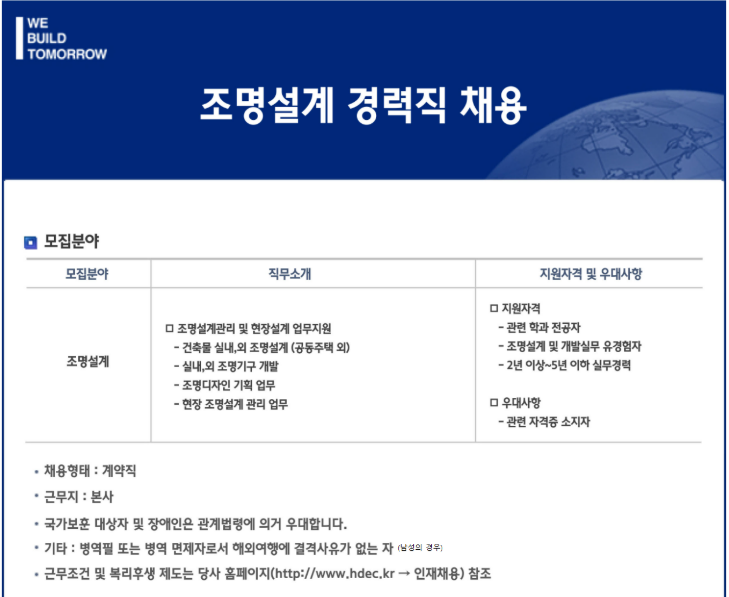 WE
BUILD
TOMORROW
조명설계 경력직 채용
모집분야
모집분야 직무소개 지원자격 및 우대사항
조명설계
□ 조명설계관리 및 현장설계 업무지원
- 건축물 실내,외 조명설계 (공동주택 외)
- 실내,외 조명기구 개발
- 조명디자인 기획 업무
- 현장 조명설계 관리 업무
□ 지원자격
- 관련 학과 전공자
- 조명설계 및 개발실무 유경험자
- 2년 이상~5년 이하 실무경력
□ 우대사항
- 관련 자격증 소지자
• 채용형태 : 계약직
• 근무지 : 본사
• 국가보훈 대상자 및 장애인은 관계법령에 의거 우대합니다.
• 기타 : 병역필 또는 병역 면제자로서 해외여행에 결격사유가 없는 자 (남성의 경우)
• 근무조건 및 복리후생 제도는 당사 홈페이지(http://www.hdec.kr → 인재채용) 참조